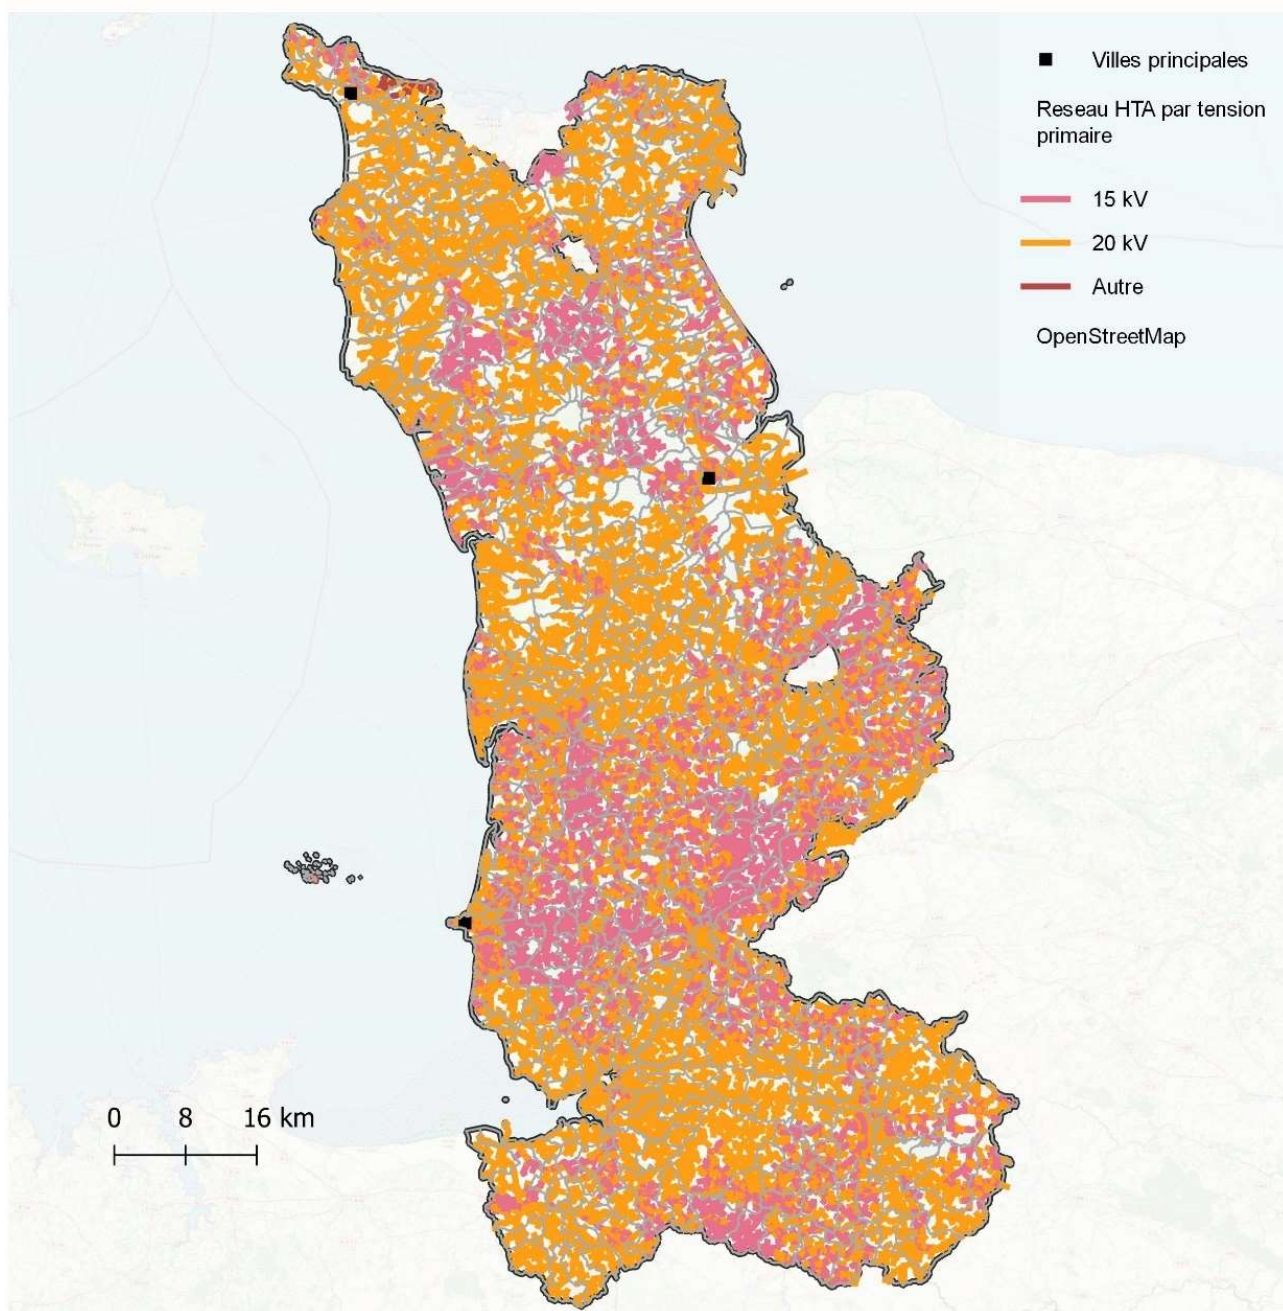 Villes principales
Reseau HTA par tension
primaire
15 kV
20 kV
Autre
OpenStreetMap
0 8 16 km